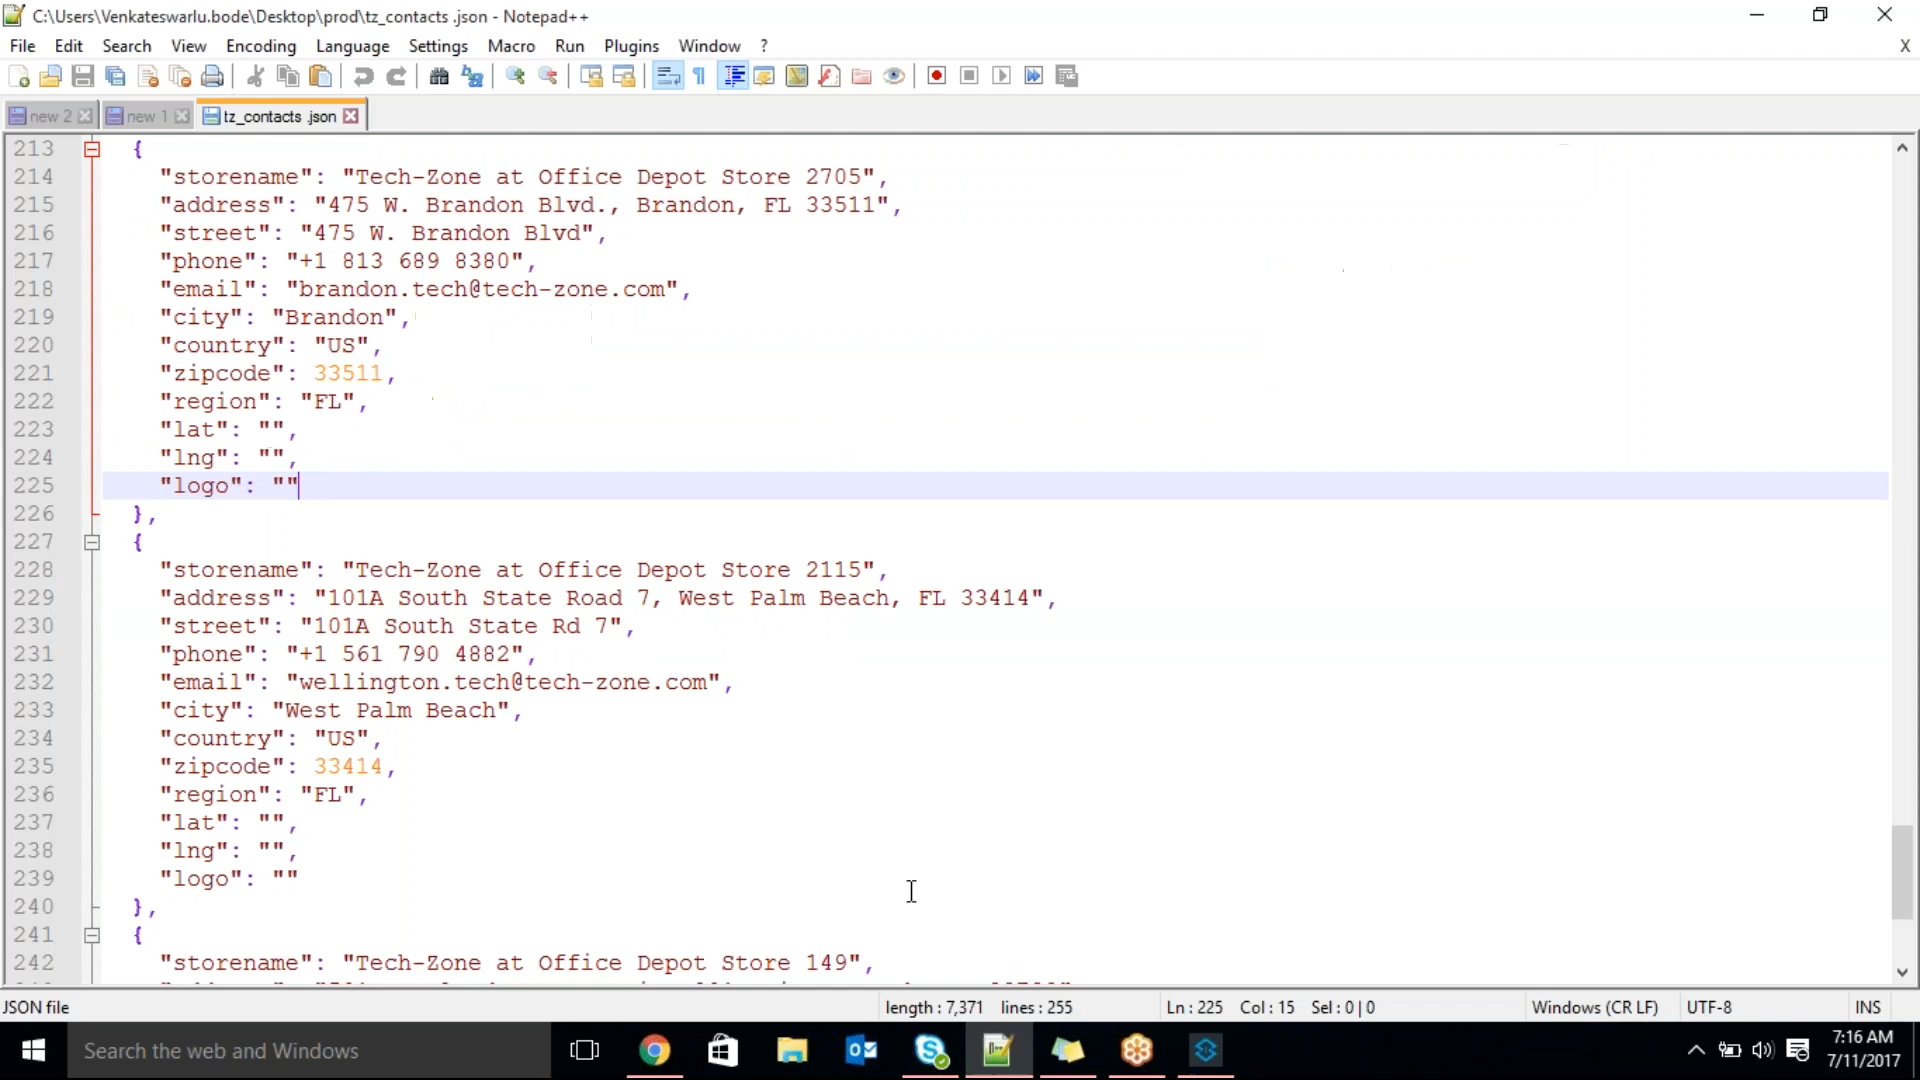 C:\Users\Venkateswarlu.bode\Desktop\prod\tz_contacts .json - Notepad++
File Edit Search View Encoding Language Settings Macro Run Plugins Window ? X
new 2 new 1 tz_contacts .json
213 {
214 "storename": "Tech-Zone at Office Depot Store 2705",
215 "address": "475 W. Brandon Blvd., Brandon, FL 33511",
216 "street": "475 W. Brandon Blvd",
217 "phone": "+1 813 689 8380",
218 "email": "brandon.tech@tech-zone.com",
219 "city": "Brandon",
220 "country": "US",
221 "zipcode": 33511,
222 "region": "FL",
223 "lat": "",
224 "lng": "",
225 "logo": ""
226 },
227 {
228 "storename": "Tech-Zone at Office Depot Store 2115",
229 "address": "101A South State Road 7, West Palm Beach, FL 33414",
230 "street": "101A South State Rd 7",
231 "phone": "+1 561 790 4882",
232 "email": "wellington.tech@tech-zone.com",
233 "city": "West Palm Beach",
234 "country": "US",
235 "zipcode": 33414,
236 "region": "FL",
237 "lat": "",
238 "lng": "",
239 "logo": ""
240 },
241 {
242 "storename": "Tech-Zone at Office Depot Store 149",
JSON file length : 7,371 lines : 255 Ln : 225 Col : 15 Sel : 0 | 0 Windows (CR LF) UTF-8 INS
Search the web and Windows
7:16 AM
7/11/2017